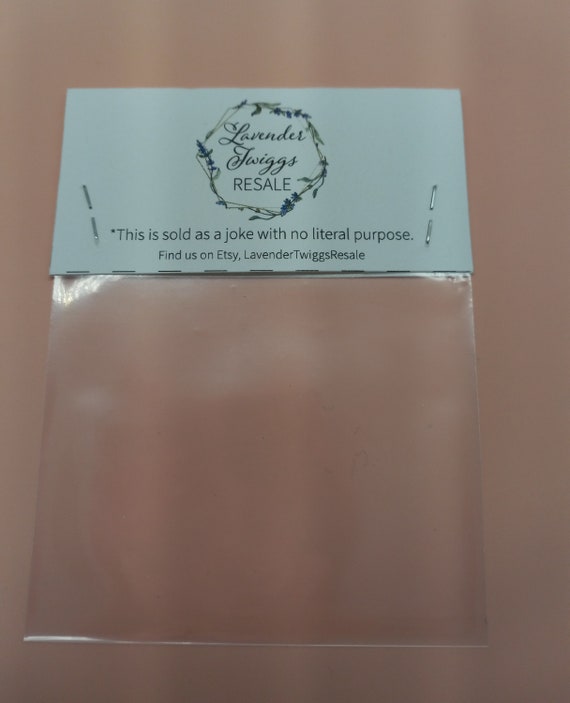 Lavender
Twiggs
RESALE
*This is sold as a joke with no literal purpose.
Find us on Etsy, LavenderTwiggsResale